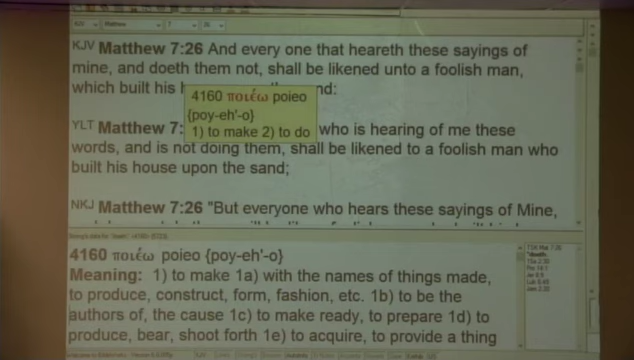 KJV Matthew 7 26
KJV Matthew 7:26 And every one that heareth these sayings of
mine, and doeth them not, shall be likened unto a foolish man,
which built his nd:
4160 ποιέω poieo
{poy-eh'-o}
1) to make 2) to do
YLT Matthew 7: who is hearing of me these
words, and is not doing them, shall be likened to a foolish man who
built his house upon the sand;
NKJ Matthew 7:26 "But everyone who hears these sayings of Mine,
4160 ποιέω poieo {poy-eh'-o}
Meaning: 1) to make 1a) with the names of things made,
to produce, construct, form, fashion, etc. 1b) to be the
authors of, the cause 1c) to make ready, to prepare 1d) to
produce, bear, shoot forth 1e) to acquire, to provide a thing